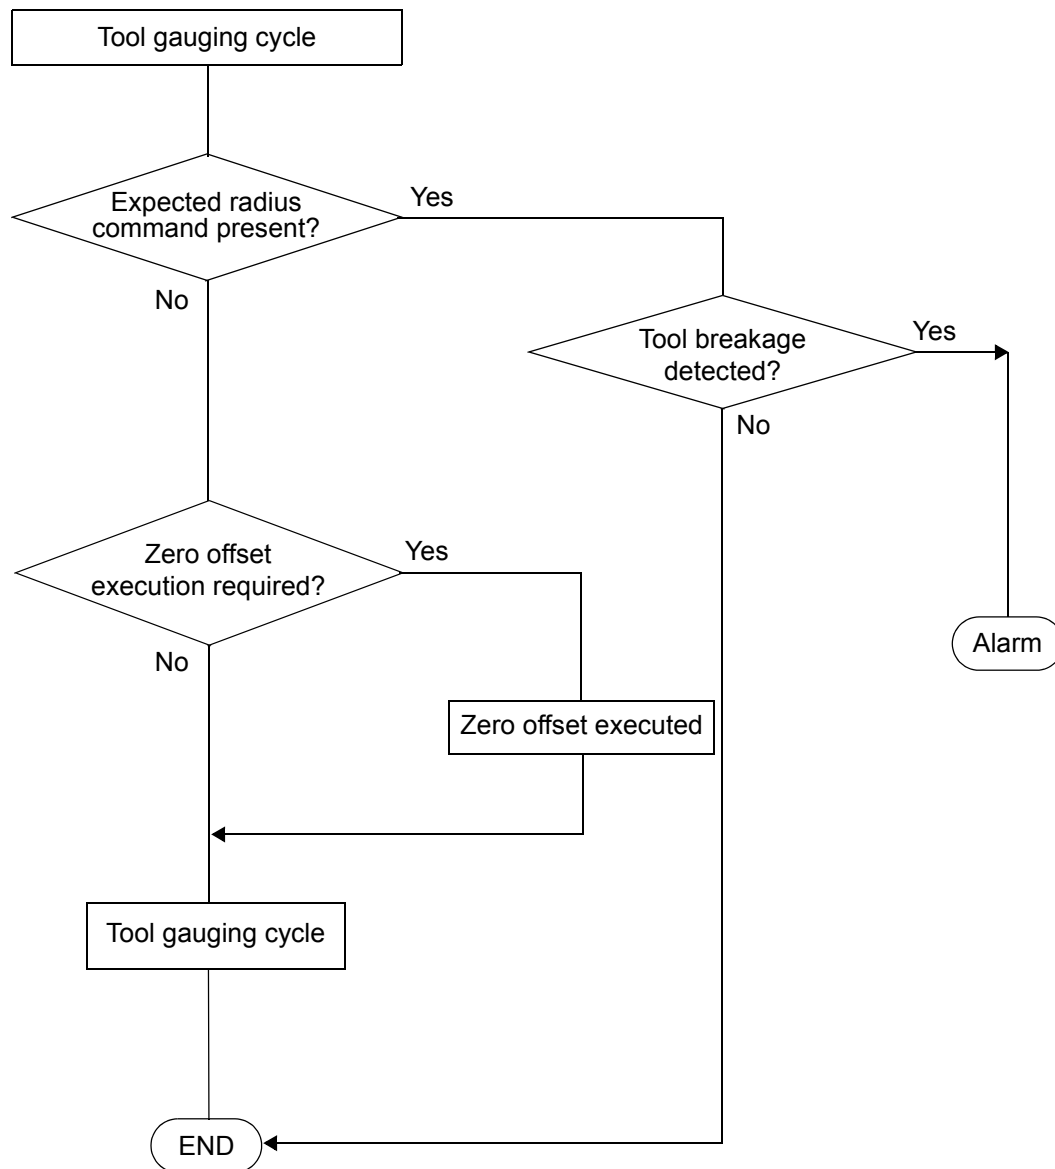 Tool gauging cycle
Expected radius
command present?
Yes
No
Tool breakage
detected?
Yes
No
Zero offset
execution required?
Yes
No
Alarm
Zero offset executed
Tool gauging cycle
END